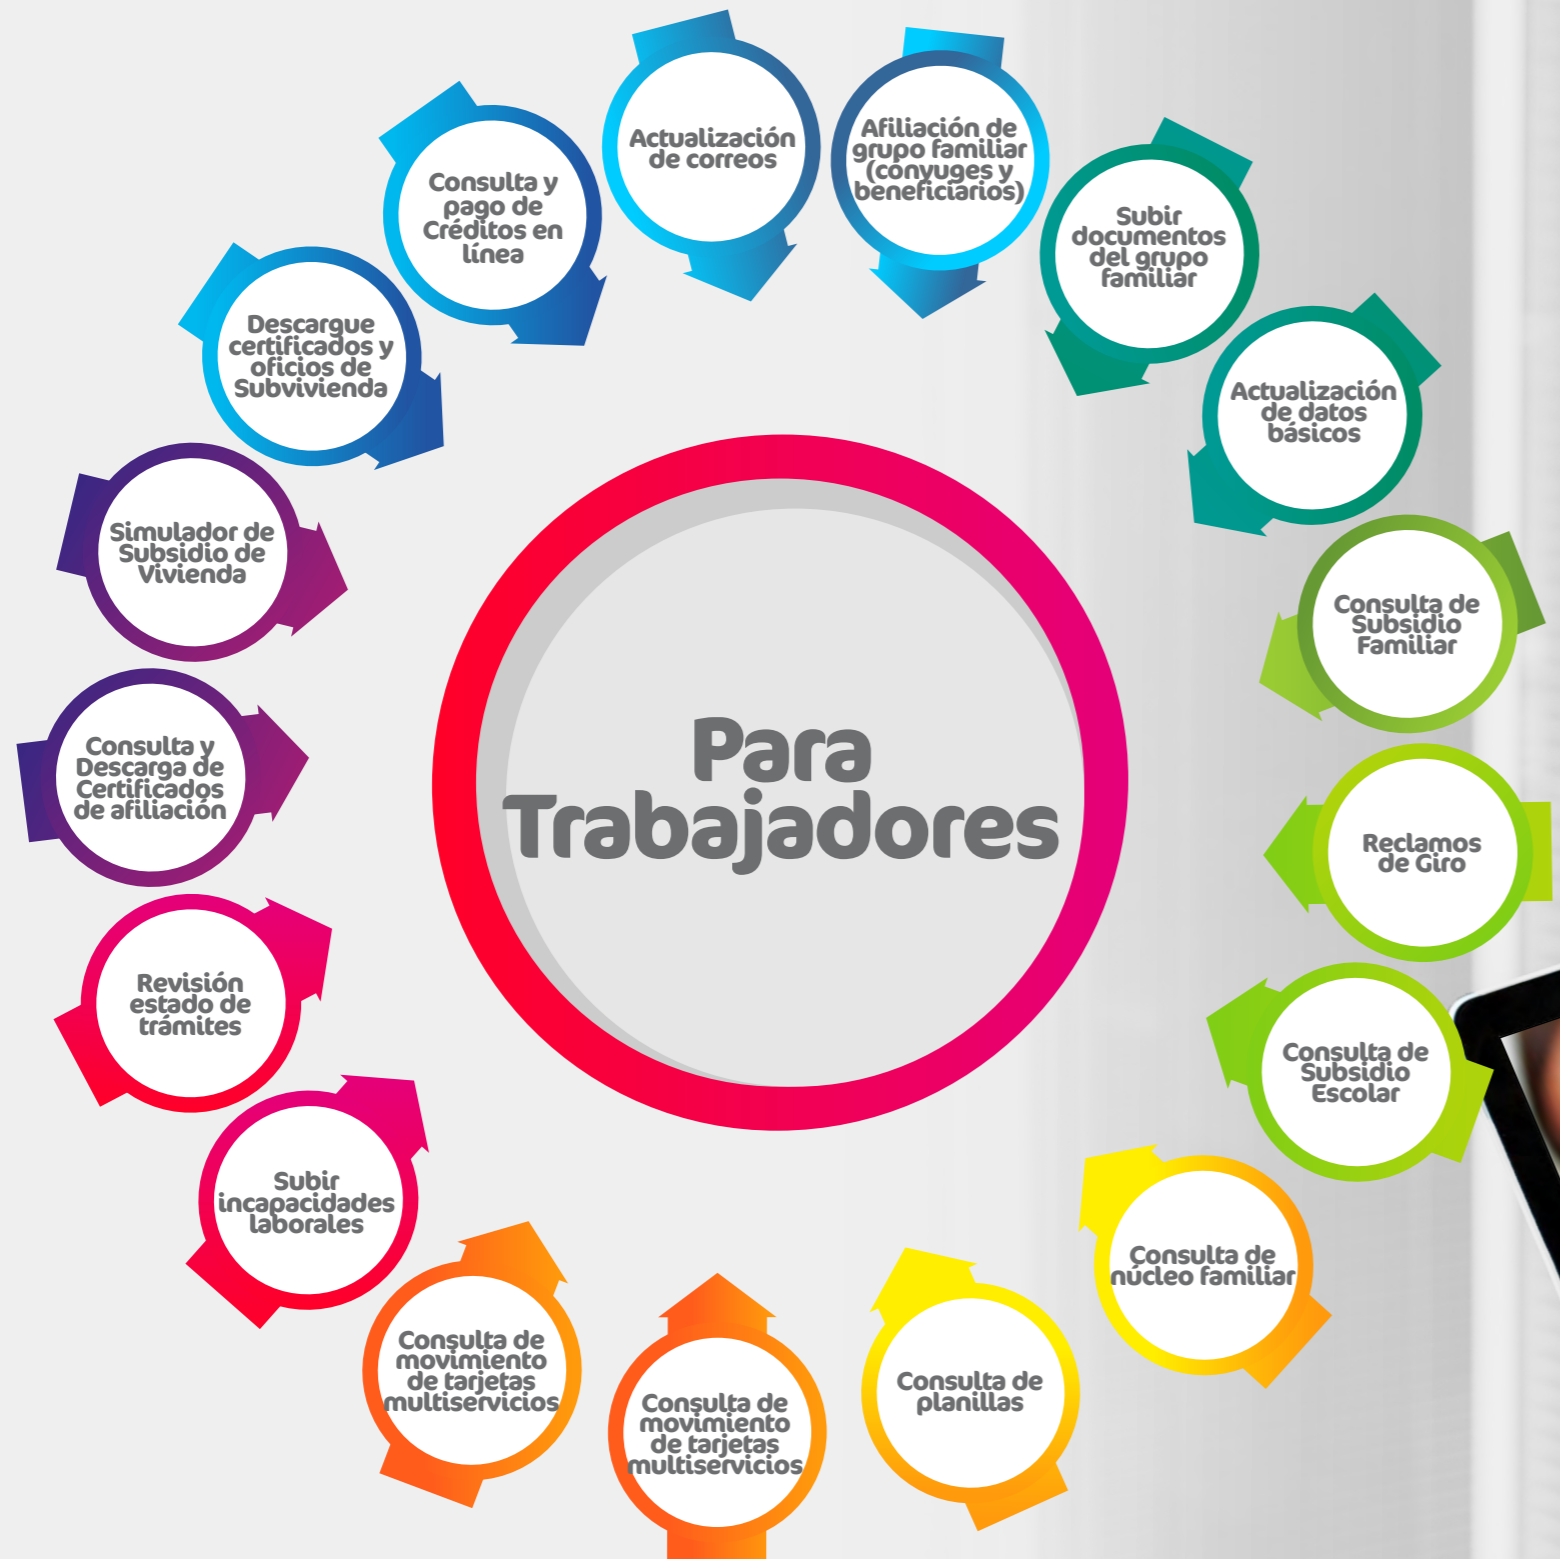 Actualización
de correos
Afiliación de
grupo familiar
(cónyuges y
beneficiarios)
Subir
documentos
del grupo
familiar
Actualización
de datos
básicos
Consulta de
Subsidio
Familiar
Reclamos
de Giro
Consulta de
Subsidio
Escolar
Consulta de
núcleo familiar
Consulta de
planillas
Consulta de
movimiento
de tarjetas
multiservicios
Consulta de
movimiento
de tarjetas
multiservicios
Subir
incapacidades
laborales
Revisión
estado de
trámites
Consulta y
Descarga de
Certificados
de afiliación
Simulador de
Subsidio de
Vivienda
Descargue
certificados y
oficios de
Subvivienda
Consulta y
pago de
Créditos en
línea
Para
Trabajadores